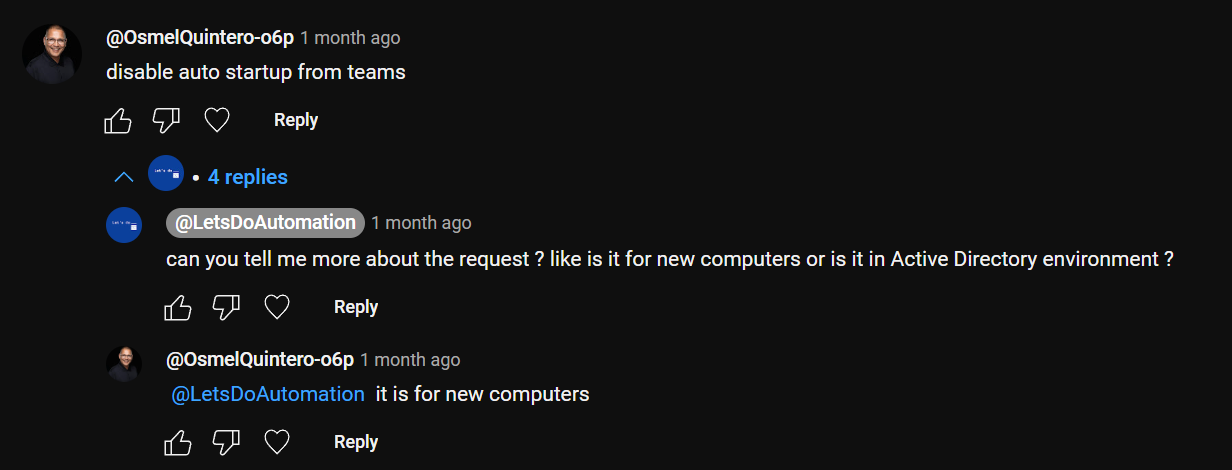 @OsmelQuintero-o6p 1 month ago
disable auto startup from teams
Reply
• 4 replies
@LetsDoAutomation 1 month ago
can you tell me more about the request ? like is it for new computers or is it in Active Directory environment ?
Reply
@OsmelQuintero-o6p 1 month ago
@LetsDoAutomation it is for new computers
Reply